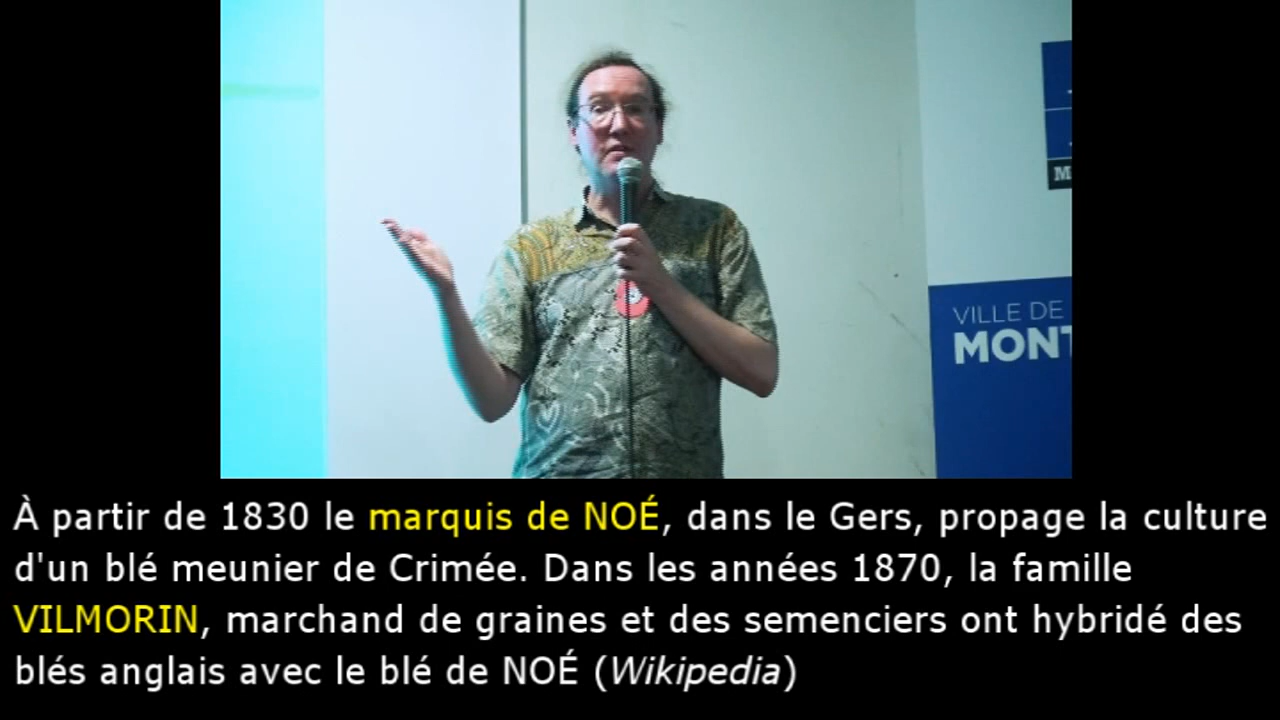 VILLE DE
MONT
À partir de 1830 le marquis de NOÉ, dans le Gers, propage la culture
d'un blé meunier de Crimée. Dans les années 1870, la famille
VILMORIN, marchand de graines et des semenciers ont hybridé des
blés anglais avec le blé de NOÉ (Wikipedia)